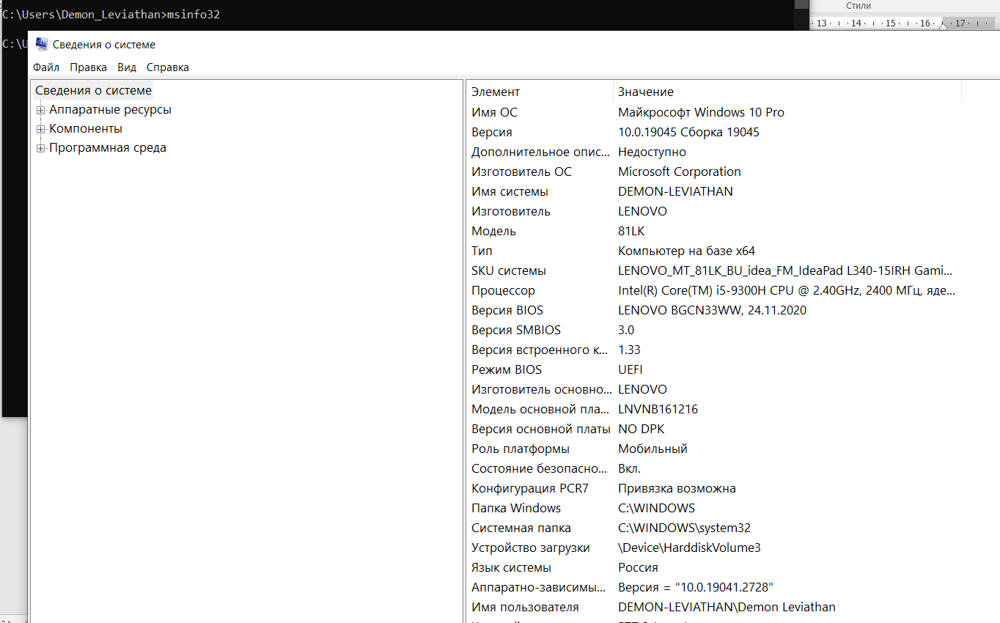 C:\Users\Demon_Leviathan>msinfo32
Стили
13 · 14 · 15 · 16 · 17
C:\U
Сведения о системе
Файл Правка Вид Справка
Сведения о системе
Аппаратные ресурсы
Компоненты
Программная среда
Элемент Значение
Имя ОС Майкрософт Windows 10 Pro
Версия 10.0.19045 Сборка 19045
Дополнительное опис... Недоступно
Изготовитель ОС Microsoft Corporation
Имя системы DEMON-LEVIATHAN
Изготовитель LENOVO
Модель 81LK
Тип Компьютер на базе x64
SKU системы LENOVO_MT_81LK_BU_idea_FM_IdeaPad L340-15IRH Gami...
Процессор Intel(R) Core(TM) i5-9300H CPU @ 2.40GHz, 2400 МГц, яде...
Версия BIOS LENOVO BGCN33WW, 24.11.2020
Версия SMBIOS 3.0
Версия встроенного к... 1.33
Режим BIOS UEFI
Изготовитель основно... LENOVO
Модель основной пла... LNVNB161216
Версия основной платы NO DPK
Роль платформы Мобильный
Состояние безопасно... Вкл.
Конфигурация PCR7 Привязка возможна
Папка Windows C:\WINDOWS
Системная папка C:\WINDOWS\system32
Устройство загрузки \Device\HarddiskVolume3
Язык системы Россия
Аппаратно-зависимы... Версия = "10.0.19041.2728"
Имя пользователя DEMON-LEVIATHAN\Demon Leviathan